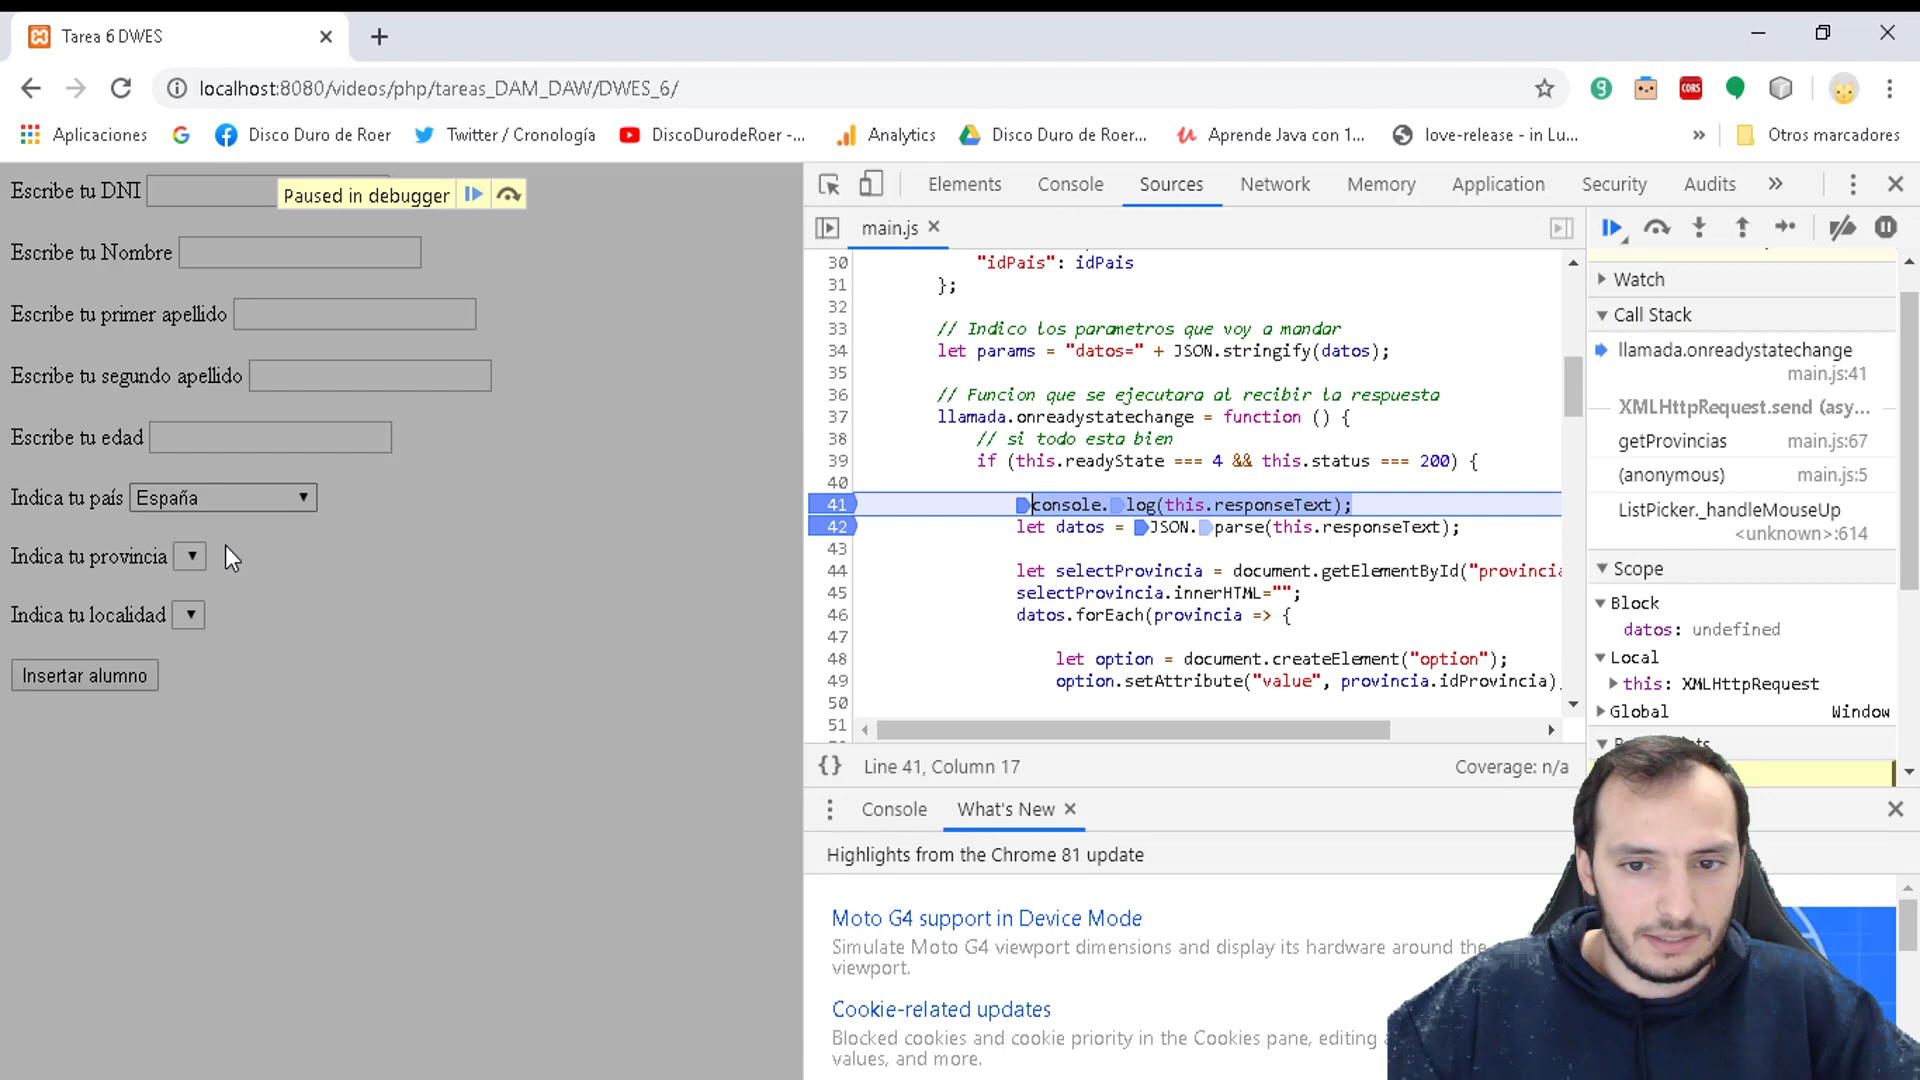 Tarea 6 DWES
localhost:8080/videos/php/tareas_DAM_DAW/DWES_6/
CORS
Aplicaciones
Disco Duro de Roer
Twitter / Cronología
DiscoDurodeRoer -...
Analytics
Disco Duro de Roer...
Aprende Java con 1...
love-release - in Lu...
»
Otros marcadores
Escribe tu DNI
Paused in debugger
Escribe tu Nombre
Escribe tu primer apellido
Escribe tu segundo apellido
Escribe tu edad
Indica tu país España
Indica tu provincia
Indica tu localidad
Insertar alumno
Elements Console Sources Network Memory Application Security Audits »
main.js
30 "idPais": idPais
31 };
32
33 // Indico los parametros que voy a mandar
34 let params = "datos=" + JSON.stringify(datos);
35
36 // Funcion que se ejecutara al recibir la respuesta
37 llamada.onreadystatechange = function () {
38 // si todo esta bien
39 if (this.readyState === 4 && this.status === 200) {
40
41 console.log(this.responseText);
42 let datos = JSON.parse(this.responseText);
43
44 let selectProvincia = document.getElementById("provincia
45 selectProvincia.innerHTML="";
46 datos.forEach(provincia => {
47
48 let option = document.createElement("option");
49 option.setAttribute("value", provincia.idProvincia)
50
51
{} Line 41, Column 17
Coverage: n/a
Watch
Call Stack
llamada.onreadystatechange
main.js:41
XMLHttpRequest.send (asy...
getProvincias main.js:67
(anonymous) main.js:5
ListPicker._handleMouseUp
<unknown>:614
Scope
Block
datos: undefined
Local
this: XMLHttpRequest
Global Window
Console What's New
Highlights from the Chrome 81 update
Moto G4 support in Device Mode
Simulate Moto G4 viewport dimensions and display its hardware around the
viewport.
Cookie-related updates
Blocked cookies and cookie priority in the Cookies pane, editing
values, and more.